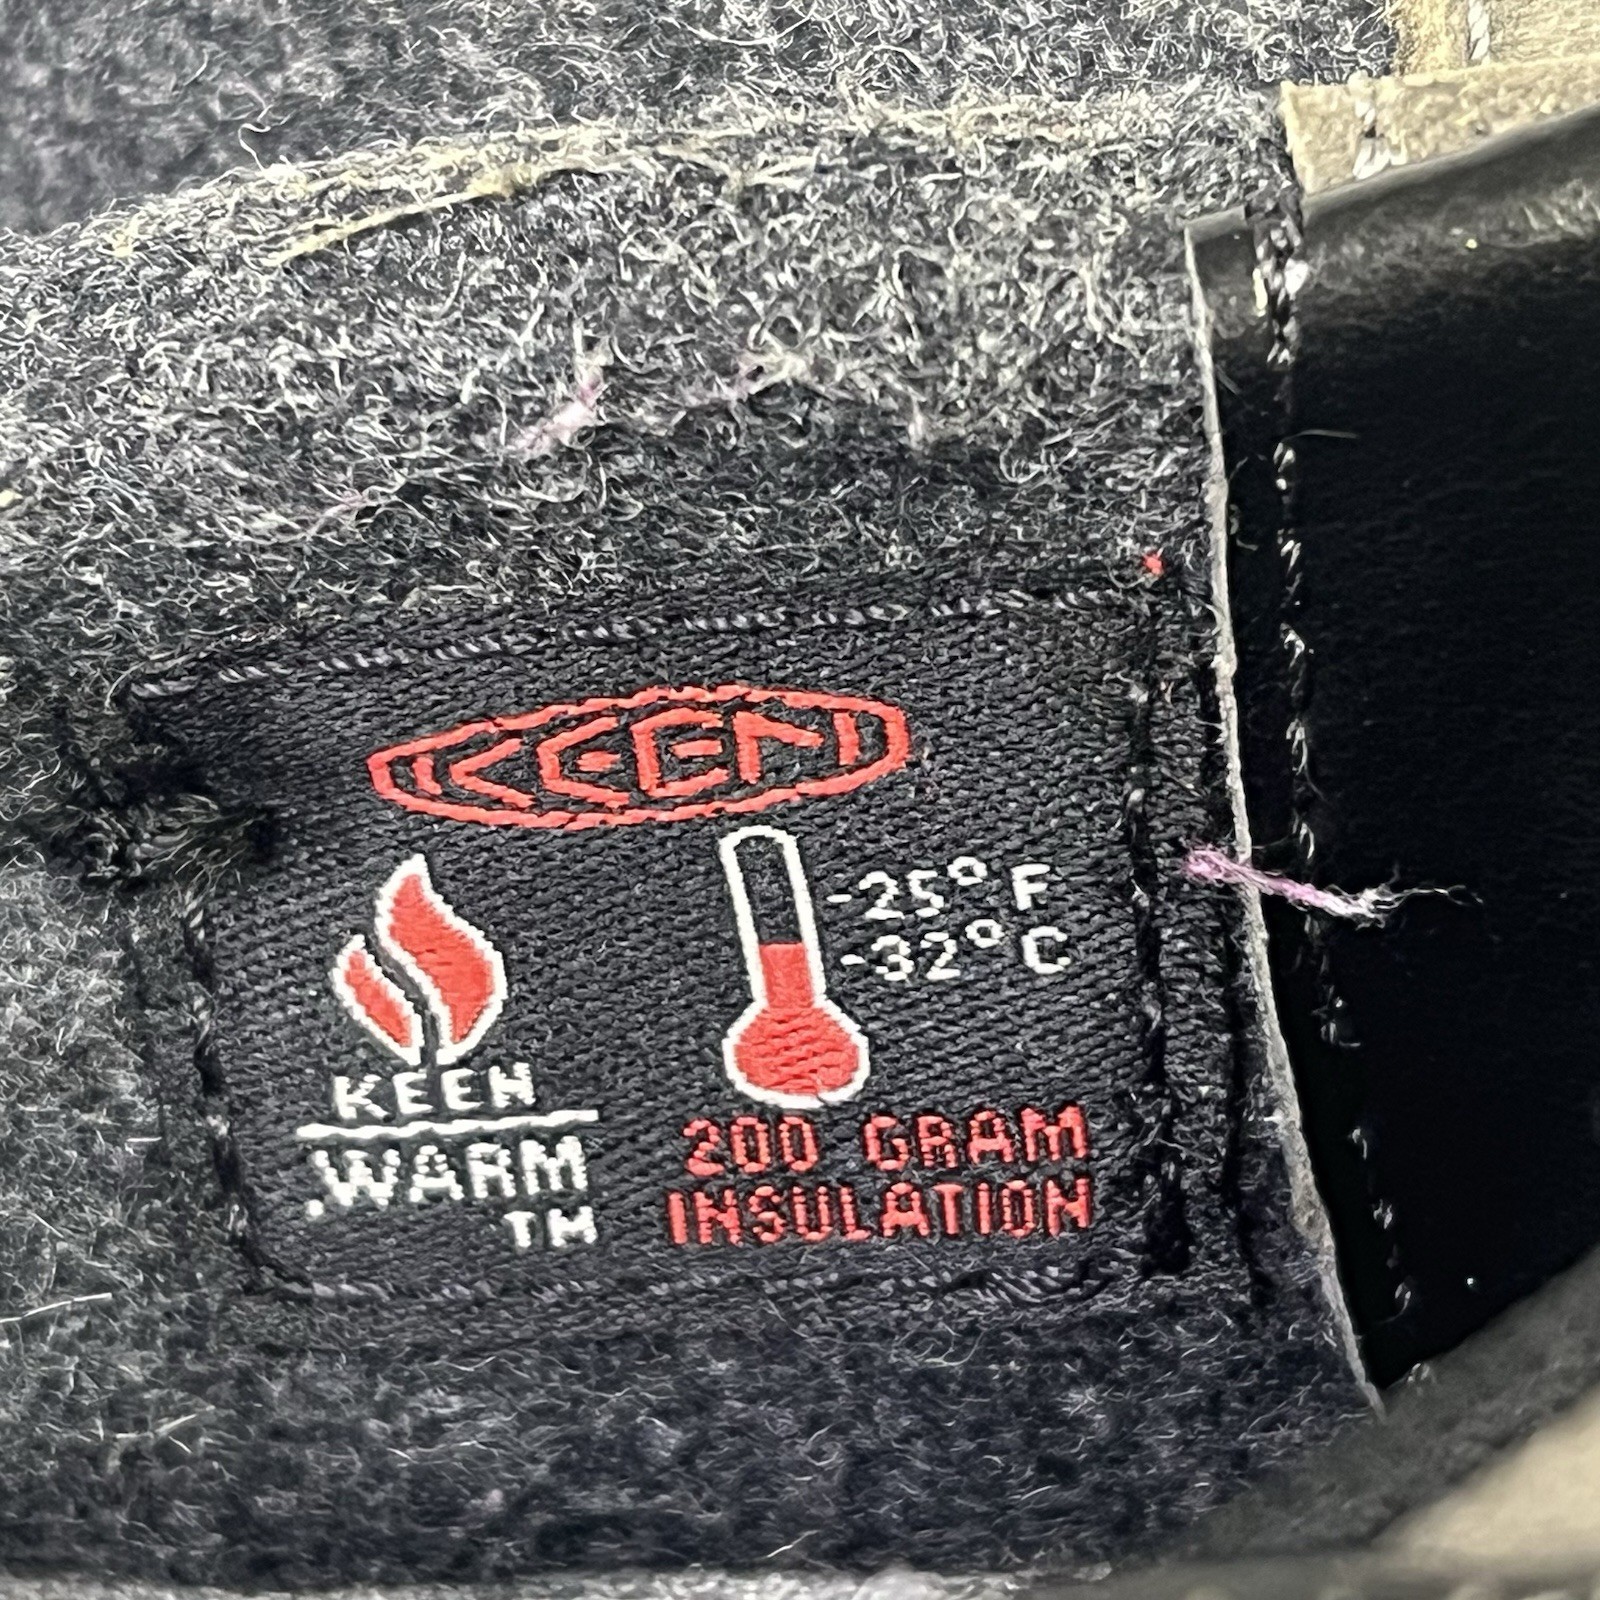 KEEN
-25° F
-32° C
KEEN
.WARM
TM
200 GRAM
INSULATION